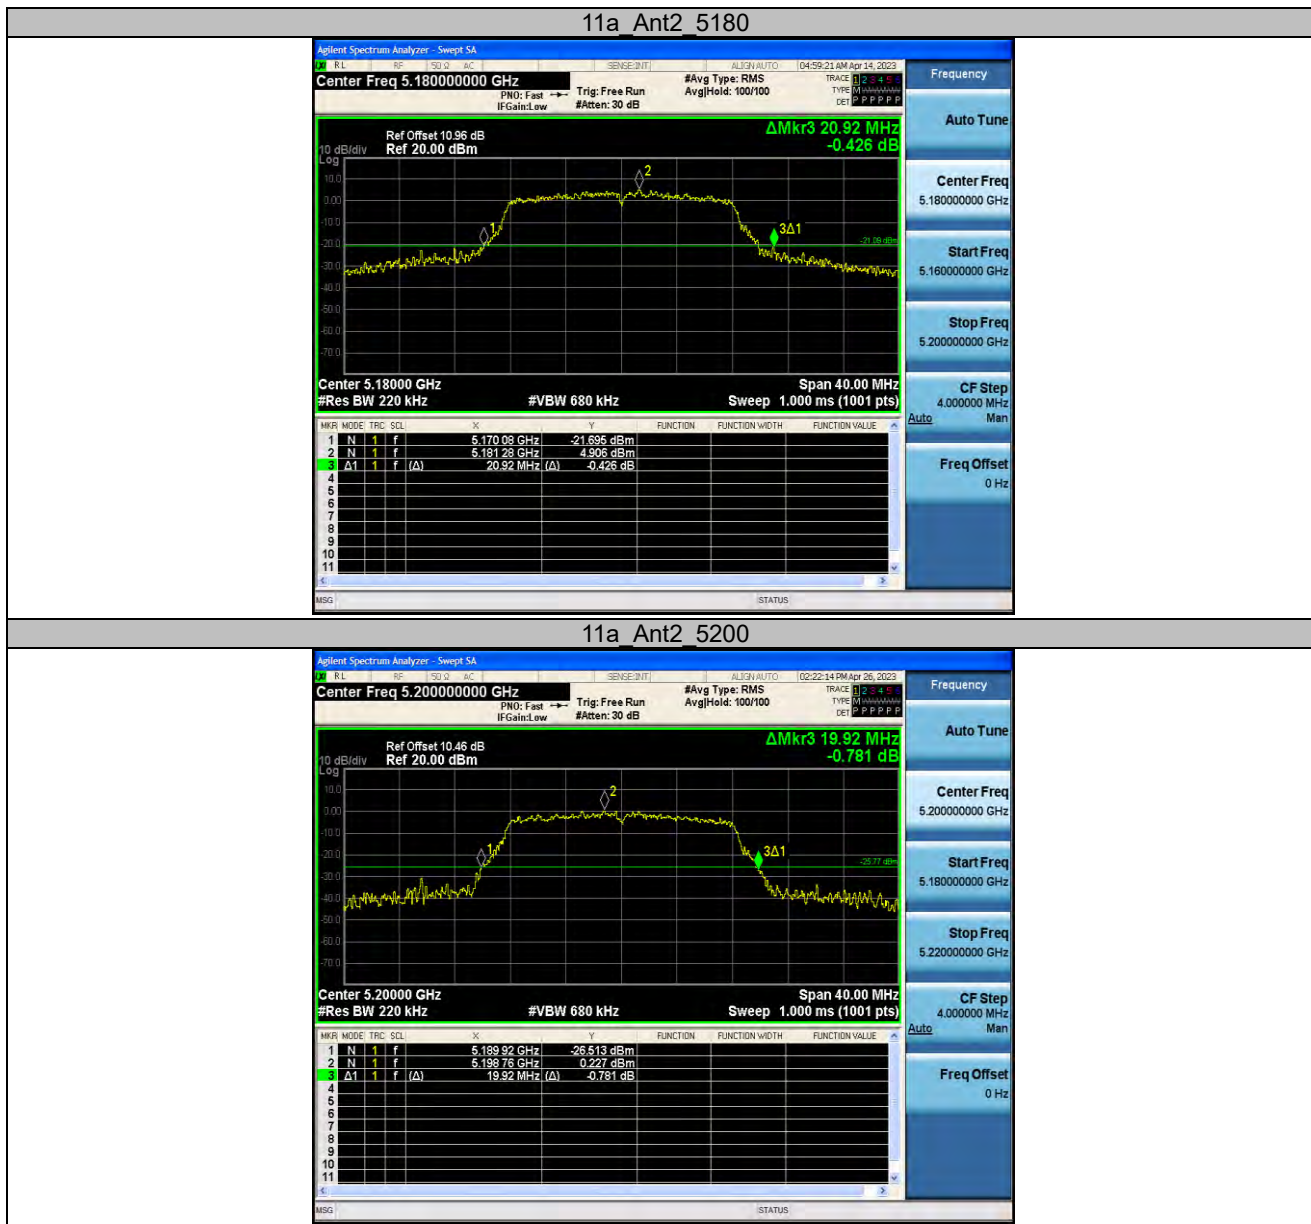 11a_Ant2_5180
Agilent Spectrum Analyzer - Swept SA
RL RF 50 Ω AC SENSE:INT ALIGN AUTO 04:59:21 AM Apr 14, 2023
Center Freq 5.180000000 GHz
#Avg Type: RMS
TRACE 1 2 3 4 5 6
PNO: Fast
Trig: Free Run
Avg|Hold: 100/100
TYPE M
IFGain:Low
#Atten: 30 dB
DET P P P P P P
Frequency
Auto Tune
Center Freq
5.180000000 GHz
Start Freq
5.160000000 GHz
Stop Freq
5.200000000 GHz
CF Step
4.000000 MHz
Auto Man
Freq Offset
0 Hz
ΔMkr3 20.92 MHz
-0.426 dB
Ref Offset 10.96 dB
10 dB/div Ref 20.00 dBm
Log
10.0
0.00
-10.0
-20.0
-30.0
-40.0
-50.0
-60.0
-70.0
1
2
3Δ1
-21.09 dBm
Center 5.18000 GHz Span 40.00 MHz
#Res BW 220 kHz #VBW 680 kHz Sweep 1.000 ms (1001 pts)
MKR MODE TRC SCL X Y FUNCTION FUNCTION WIDTH FUNCTION VALUE
1 N 1 f 5.170 08 GHz -21.695 dBm
2 N 1 f 5.181 28 GHz 4.906 dBm
3 Δ1 1 f (Δ) 20.92 MHz (Δ) -0.426 dB
4
5
6
7
8
9
10
11
MSG STATUS
11a_Ant2_5200
Agilent Spectrum Analyzer - Swept SA
RL RF 50 Ω AC SENSE:INT ALIGN AUTO 02:22:14 PM Apr 26, 2023
Center Freq 5.200000000 GHz
#Avg Type: RMS
TRACE 1 2 3 4 5 6
PNO: Fast
Trig: Free Run
Avg|Hold: 100/100
TYPE M
IFGain:Low
#Atten: 30 dB
DET P P P P P P
Frequency
Auto Tune
Center Freq
5.200000000 GHz
Start Freq
5.180000000 GHz
Stop Freq
5.220000000 GHz
CF Step
4.000000 MHz
Auto Man
Freq Offset
0 Hz
ΔMkr3 19.92 MHz
-0.781 dB
Ref Offset 10.46 dB
10 dB/div Ref 20.00 dBm
Log
10.0
0.00
-10.0
-20.0
-30.0
-40.0
-50.0
-60.0
-70.0
1
2
3Δ1
-25.77 dBm
Center 5.20000 GHz Span 40.00 MHz
#Res BW 220 kHz #VBW 680 kHz Sweep 1.000 ms (1001 pts)
MKR MODE TRC SCL X Y FUNCTION FUNCTION WIDTH FUNCTION VALUE
1 N 1 f 5.189 92 GHz -26.513 dBm
2 N 1 f 5.198 76 GHz 0.227 dBm
3 Δ1 1 f (Δ) 19.92 MHz (Δ) -0.781 dB
4
5
6
7
8
9
10
11
MSG STATUS